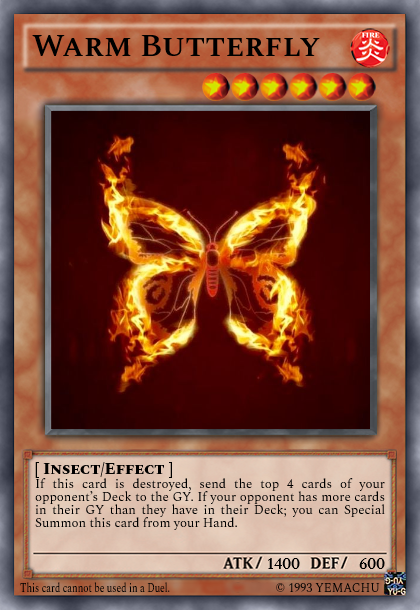 WARM BUTTERFLY
FIRE
炎
[ INSECT/EFFECT ]
If this card is destroyed, send the top 4 cards of your
opponent's Deck to the GY. If your opponent has more cards
in their GY than they have in their Deck; you can Special
Summon this card from your Hand.
ATK/ 1400 DEF/ 600
This card cannot be used in a Duel. © 1993 YEMACHU